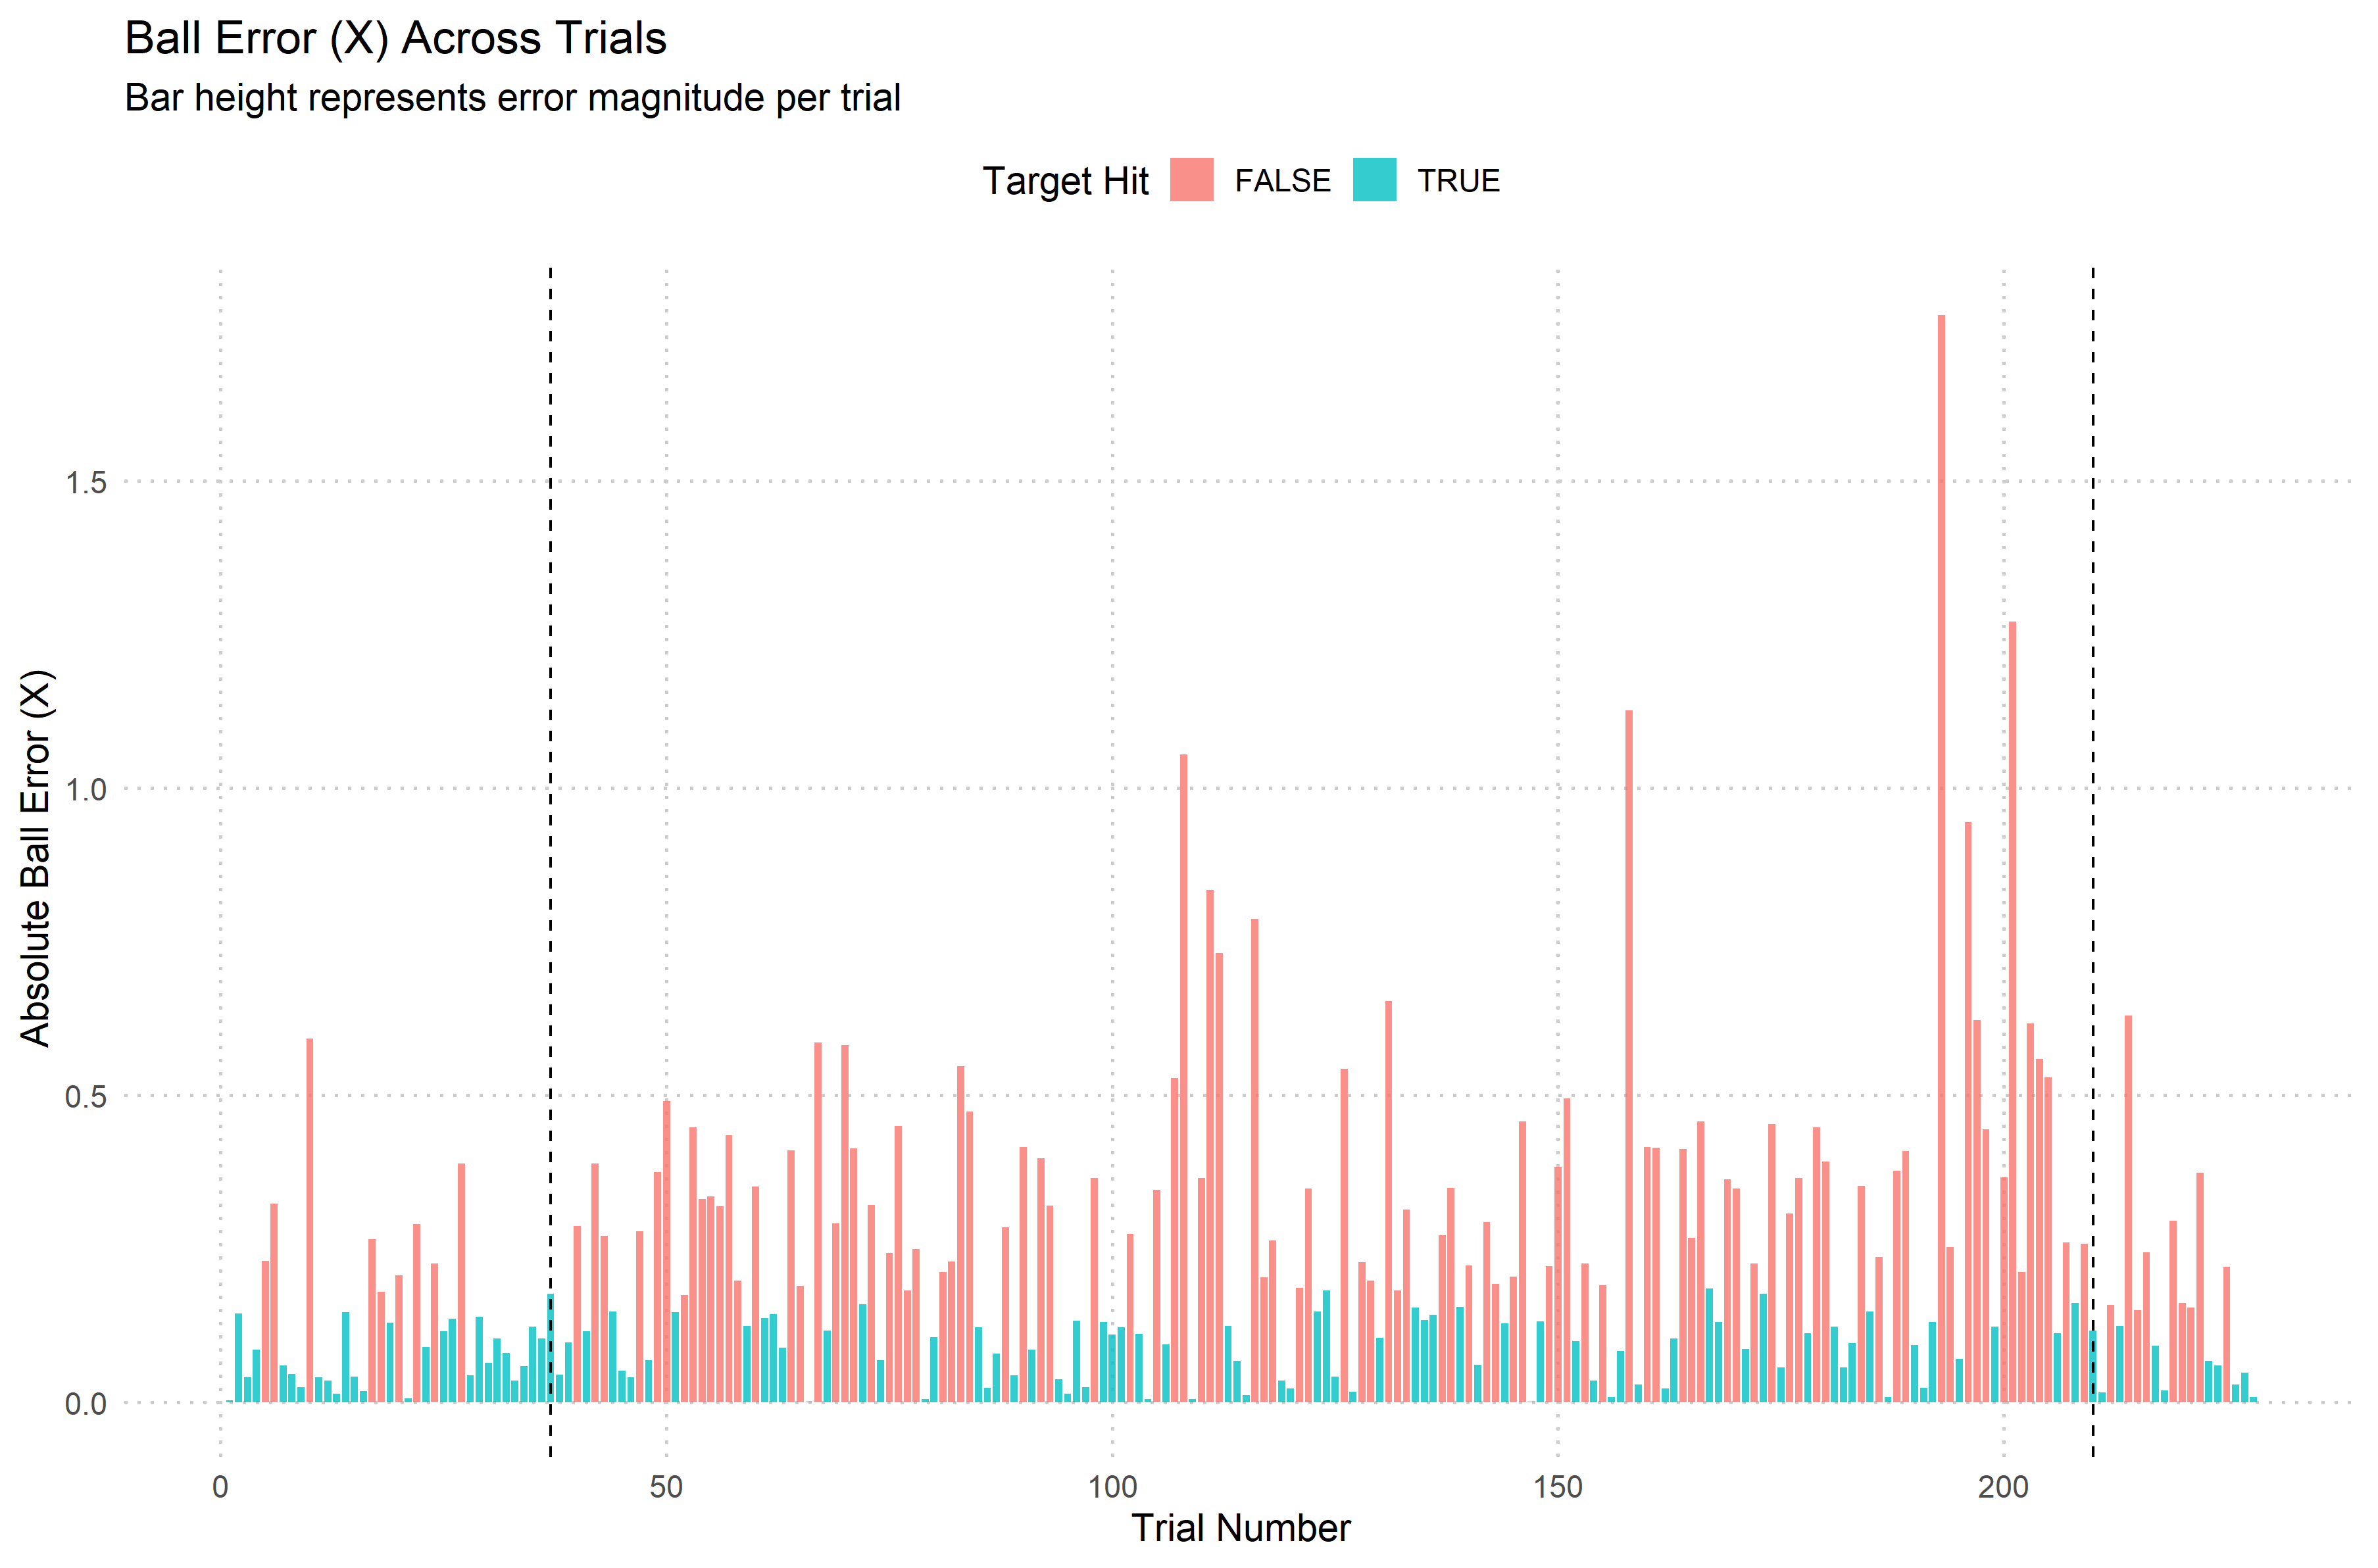 Ball Error (X) Across Trials
Bar height represents error magnitude per trial
Target Hit FALSE TRUE
Absolute Ball Error (X)
1.5
1.0
0.5
0.0
0 50 100 150 200
Trial Number